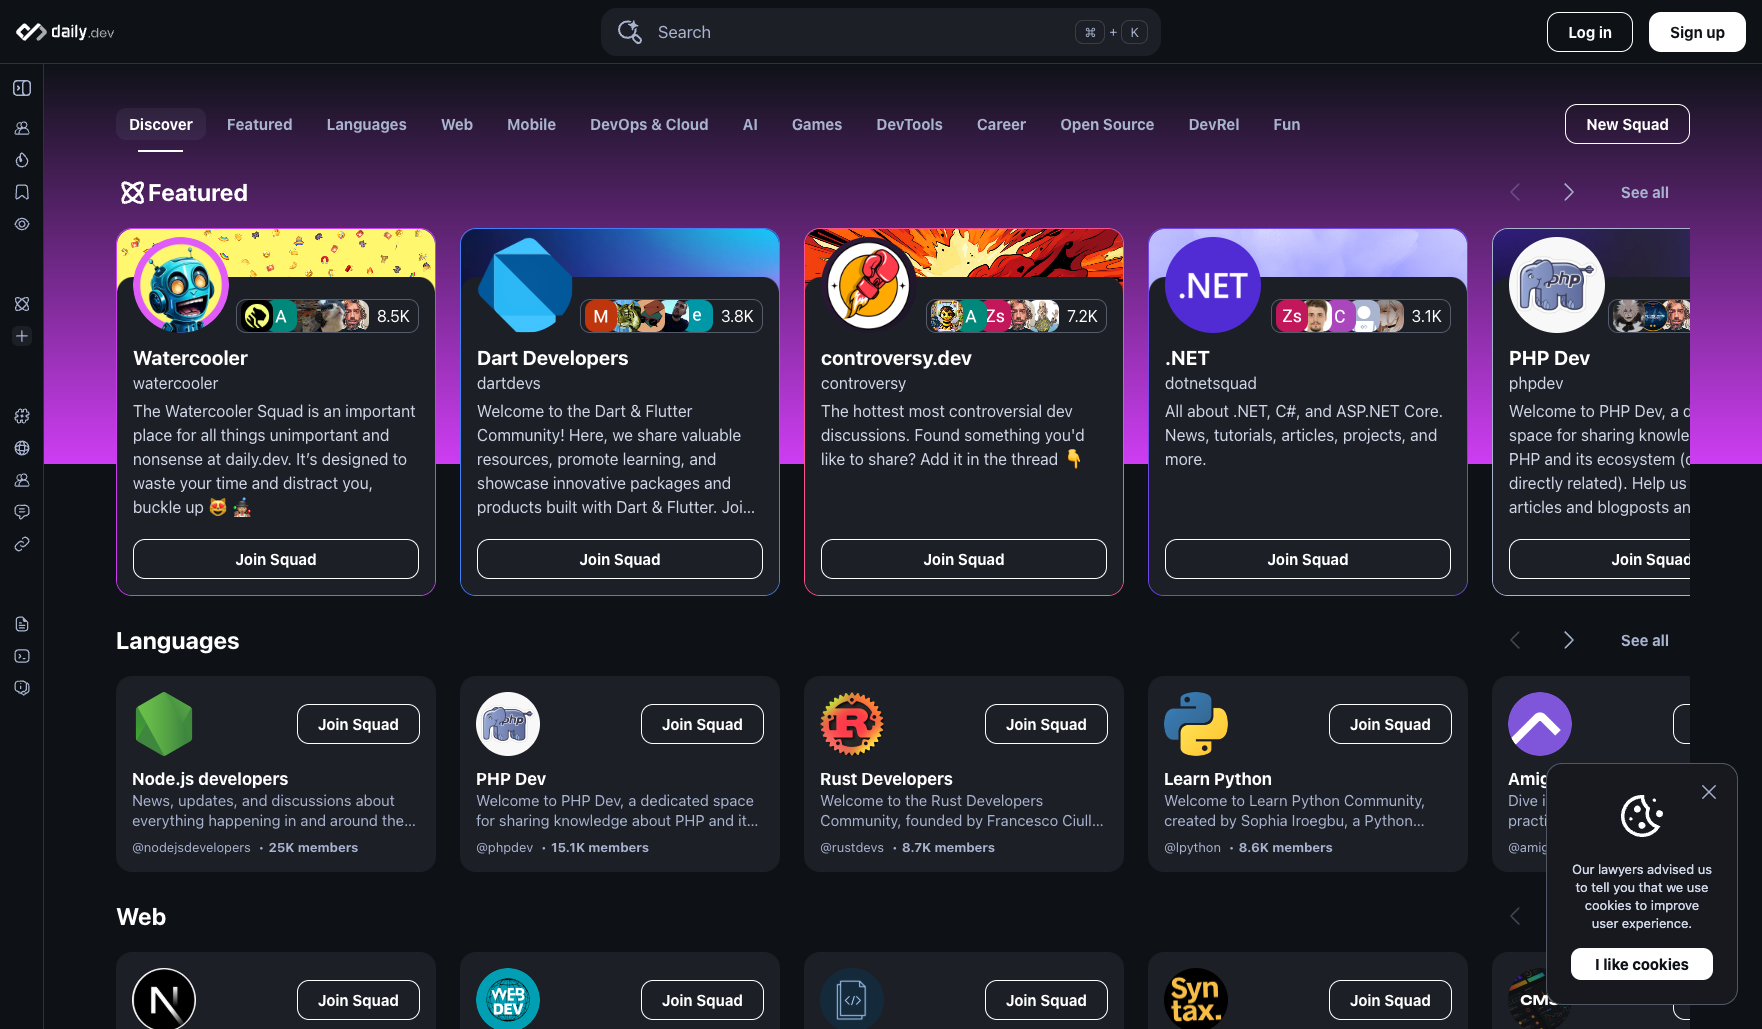 daily.dev
Search
⌘ + K
Log in
Sign up
Discover
Featured
Languages
Web
Mobile
DevOps & Cloud
AI
Games
DevTools
Career
Open Source
DevRel
Fun
New Squad
Featured
See all
A
8.5K
Watercooler
watercooler
The Watercooler Squad is an important
place for all things unimportant and
nonsense at daily.dev. It’s designed to
waste your time and distract you,
buckle up 😻 🎩
Join Squad
M
e
3.8K
Dart Developers
dartdevs
Welcome to the Dart & Flutter
Community! Here, we share valuable
resources, promote learning, and
showcase innovative packages and
products built with Dart & Flutter. Joi...
Join Squad
A
Zs
7.2K
controversy.dev
controversy
The hottest most controversial dev
discussions. Found something you'd
like to share? Add it in the thread 👇
Join Squad
.NET
Zs
C
3.1K
.NET
dotnetsquad
All about .NET, C#, and ASP.NET Core.
News, tutorials, articles, projects, and
more.
Join Squad
php
PHP Dev
phpdev
Welcome to PHP Dev, a d
space for sharing knowle
PHP and its ecosystem (o
directly related). Help us
articles and blogposts an
Join Squad
Languages
See all
Join Squad
Node.js developers
News, updates, and discussions about
everything happening in and around the...
@nodejsdevelopers • 25K members
php
Join Squad
PHP Dev
Welcome to PHP Dev, a dedicated space
for sharing knowledge about PHP and it...
@phpdev • 15.1K members
R
Join Squad
Rust Developers
Welcome to the Rust Developers
Community, founded by Francesco Ciull...
@rustdevs • 8.7K members
Join Squad
Learn Python
Welcome to Learn Python Community,
created by Sophia Iroegbu, a Python...
@lpython • 8.6K members
Amig
Dive i
practi
@amig
Web
N
Join Squad
WEB
DEV
Join Squad
</>
Join Squad
Syn
tax.
Join Squad
CMS
Our lawyers advised us
to tell you that we use
cookies to improve
user experience.
I like cookies